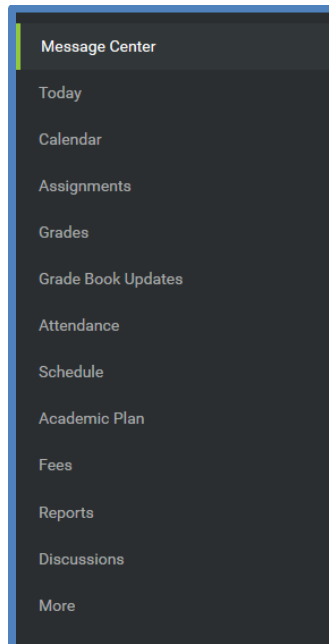 Message Center
Today
Calendar
Assignments
Grades
Grade Book Updates
Attendance
Schedule
Academic Plan
Fees
Reports
Discussions
More